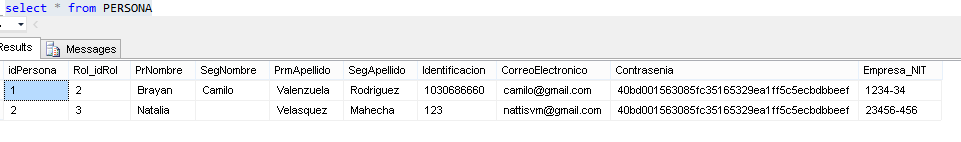 select * from PERSONA
Results Messages
idPersona Rol_idRol PrNombre SegNombre PrmApellido SegApellido Identificacion CorreoElectronico Contrasenia Empresa_NIT
1 2 Brayan Camilo Valenzuela Rodriguez 1030686660 camilo@gmail.com 40bd001563085fc35165329ea1ff5c5ecbdbbeef 1234-34
2 3 Natalia Velasquez Mahecha 123 nattisvm@gmail.com 40bd001563085fc35165329ea1ff5c5ecbdbbeef 23456-456